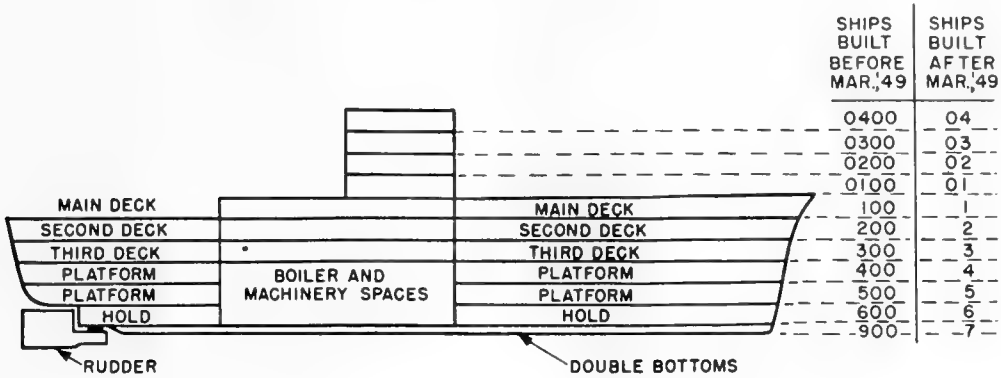 SHIPS BUILT BEFORE MAR.,'49
SHIPS BUILT AFTER MAR.,'49
0400 04
0300 03
0200 02
0100 01
MAIN DECK MAIN DECK 100 1
SECOND DECK SECOND DECK 200 2
THIRD DECK THIRD DECK 300 3
PLATFORM BOILER AND PLATFORM 400 4
PLATFORM MACHINERY SPACES PLATFORM 500 5
HOLD HOLD 600 6
900 7
RUDDER DOUBLE BOTTOMS